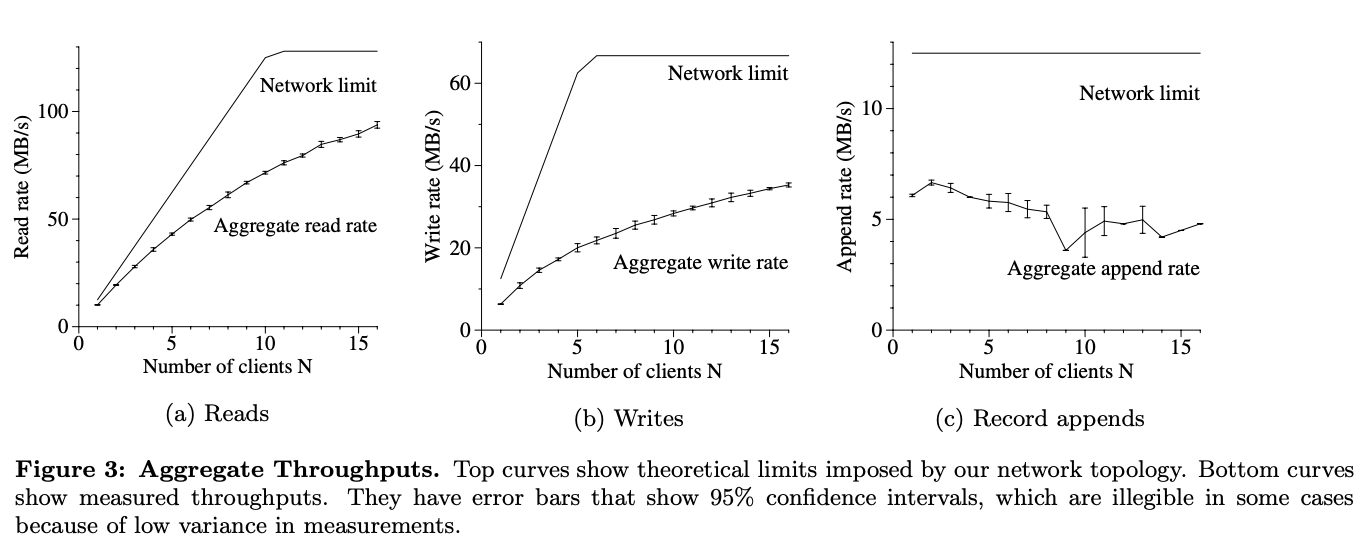 Read rate (MB/s)
100
50
0
0 5 10 15
Network limit
Aggregate read rate
Number of clients N
(a) Reads
Write rate (MB/s)
60
40
20
0
0 5 10 15
Network limit
Aggregate write rate
Number of clients N
(b) Writes
Append rate (MB/s)
10
5
0
0 5 10 15
Network limit
Aggregate append rate
Number of clients N
(c) Record appends
Figure 3: Aggregate Throughputs. Top curves show theoretical limits imposed by our network topology. Bottom curves
show measured throughputs. They have error bars that show 95% confidence intervals, which are illegible in some cases
because of low variance in measurements.